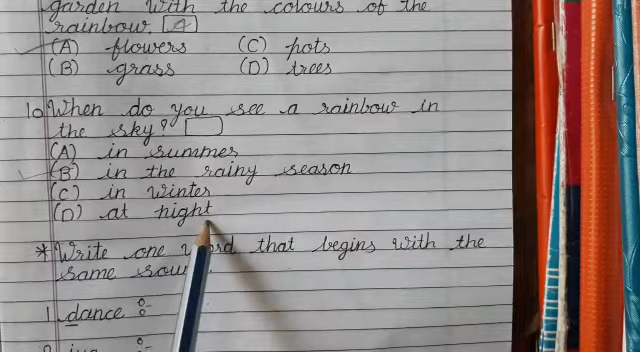 garden with the colours of the
rainbow. A
(A) flowers (C) pots
(B) grass (D) trees
10 When do you see a rainbow in
the sky?
(A) in summer
(B) in the rainy season
(C) in winter
(D) at night
* Write one word that begins with the
same
1. dance :-